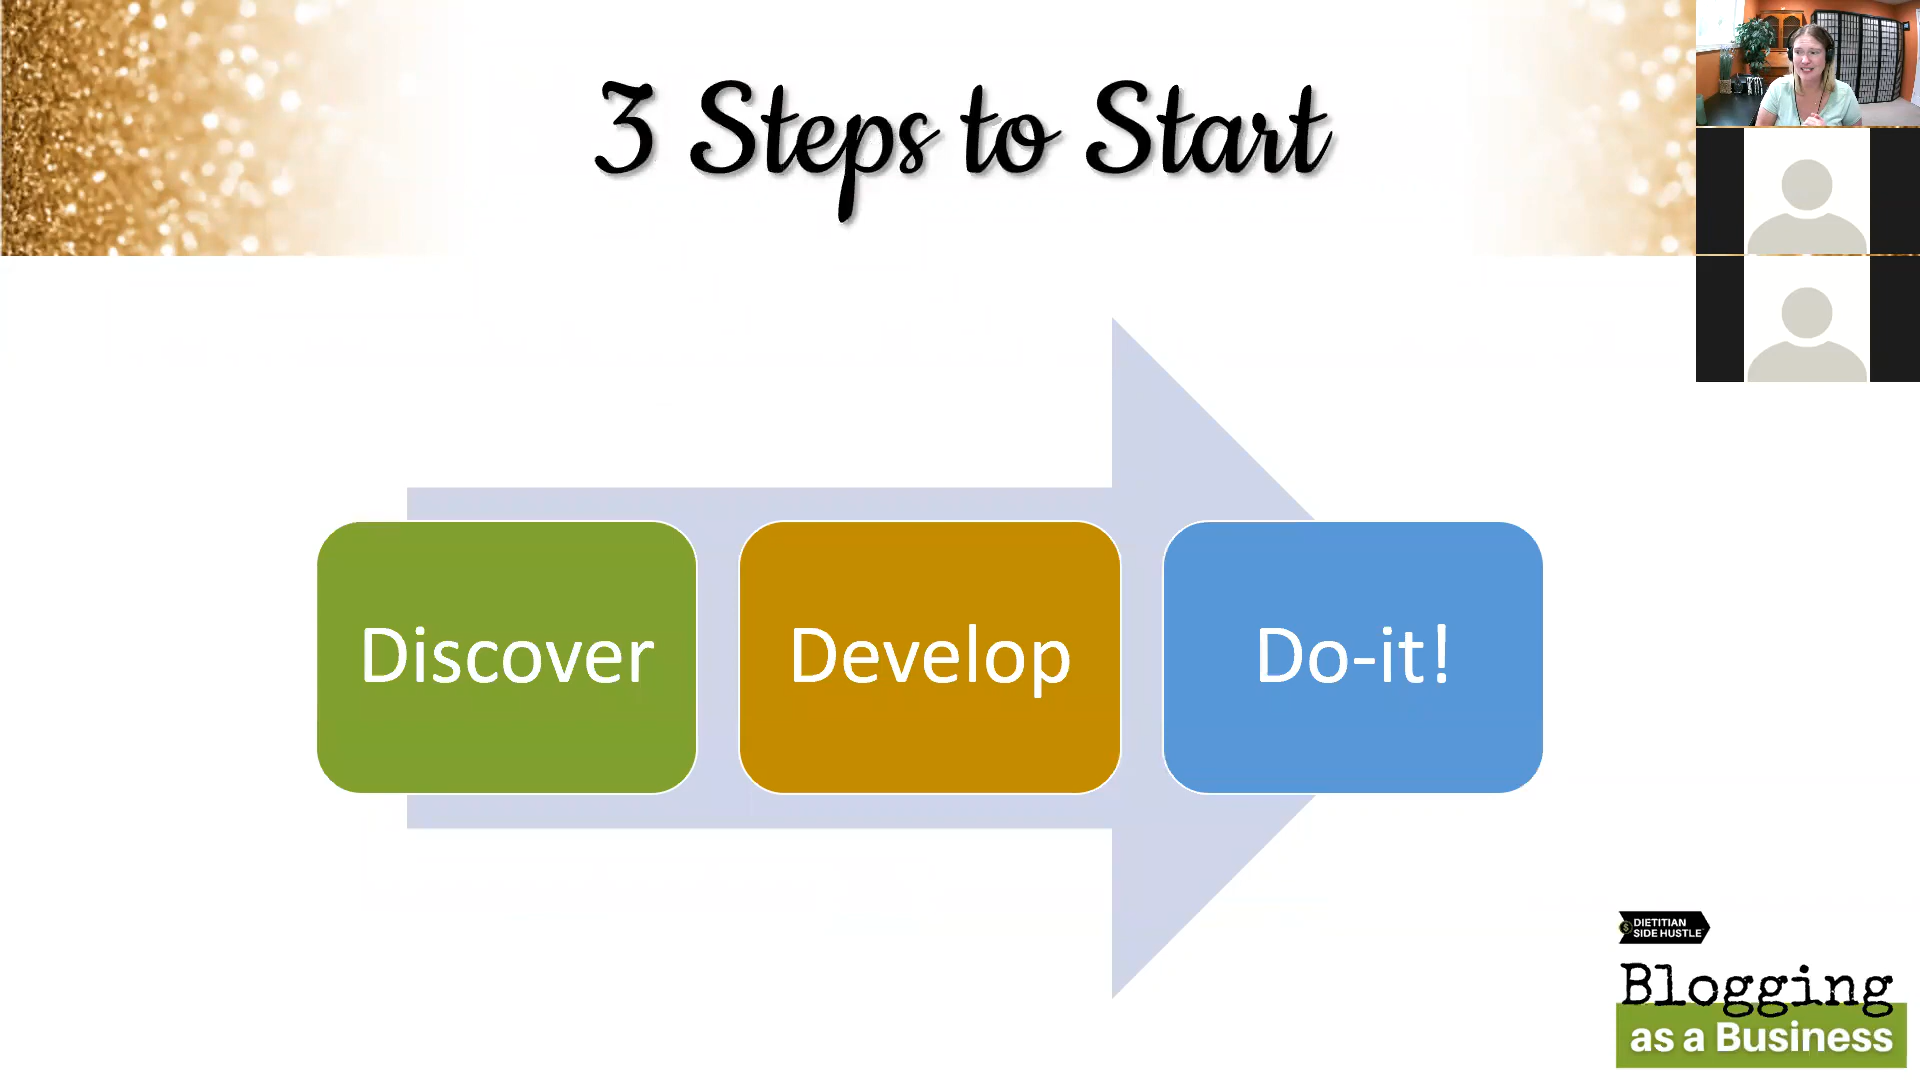 3 Steps to Start
Discover
Develop
Do-it!
DIETITIAN
SIDE HUSTLE
Blogging
as a Business